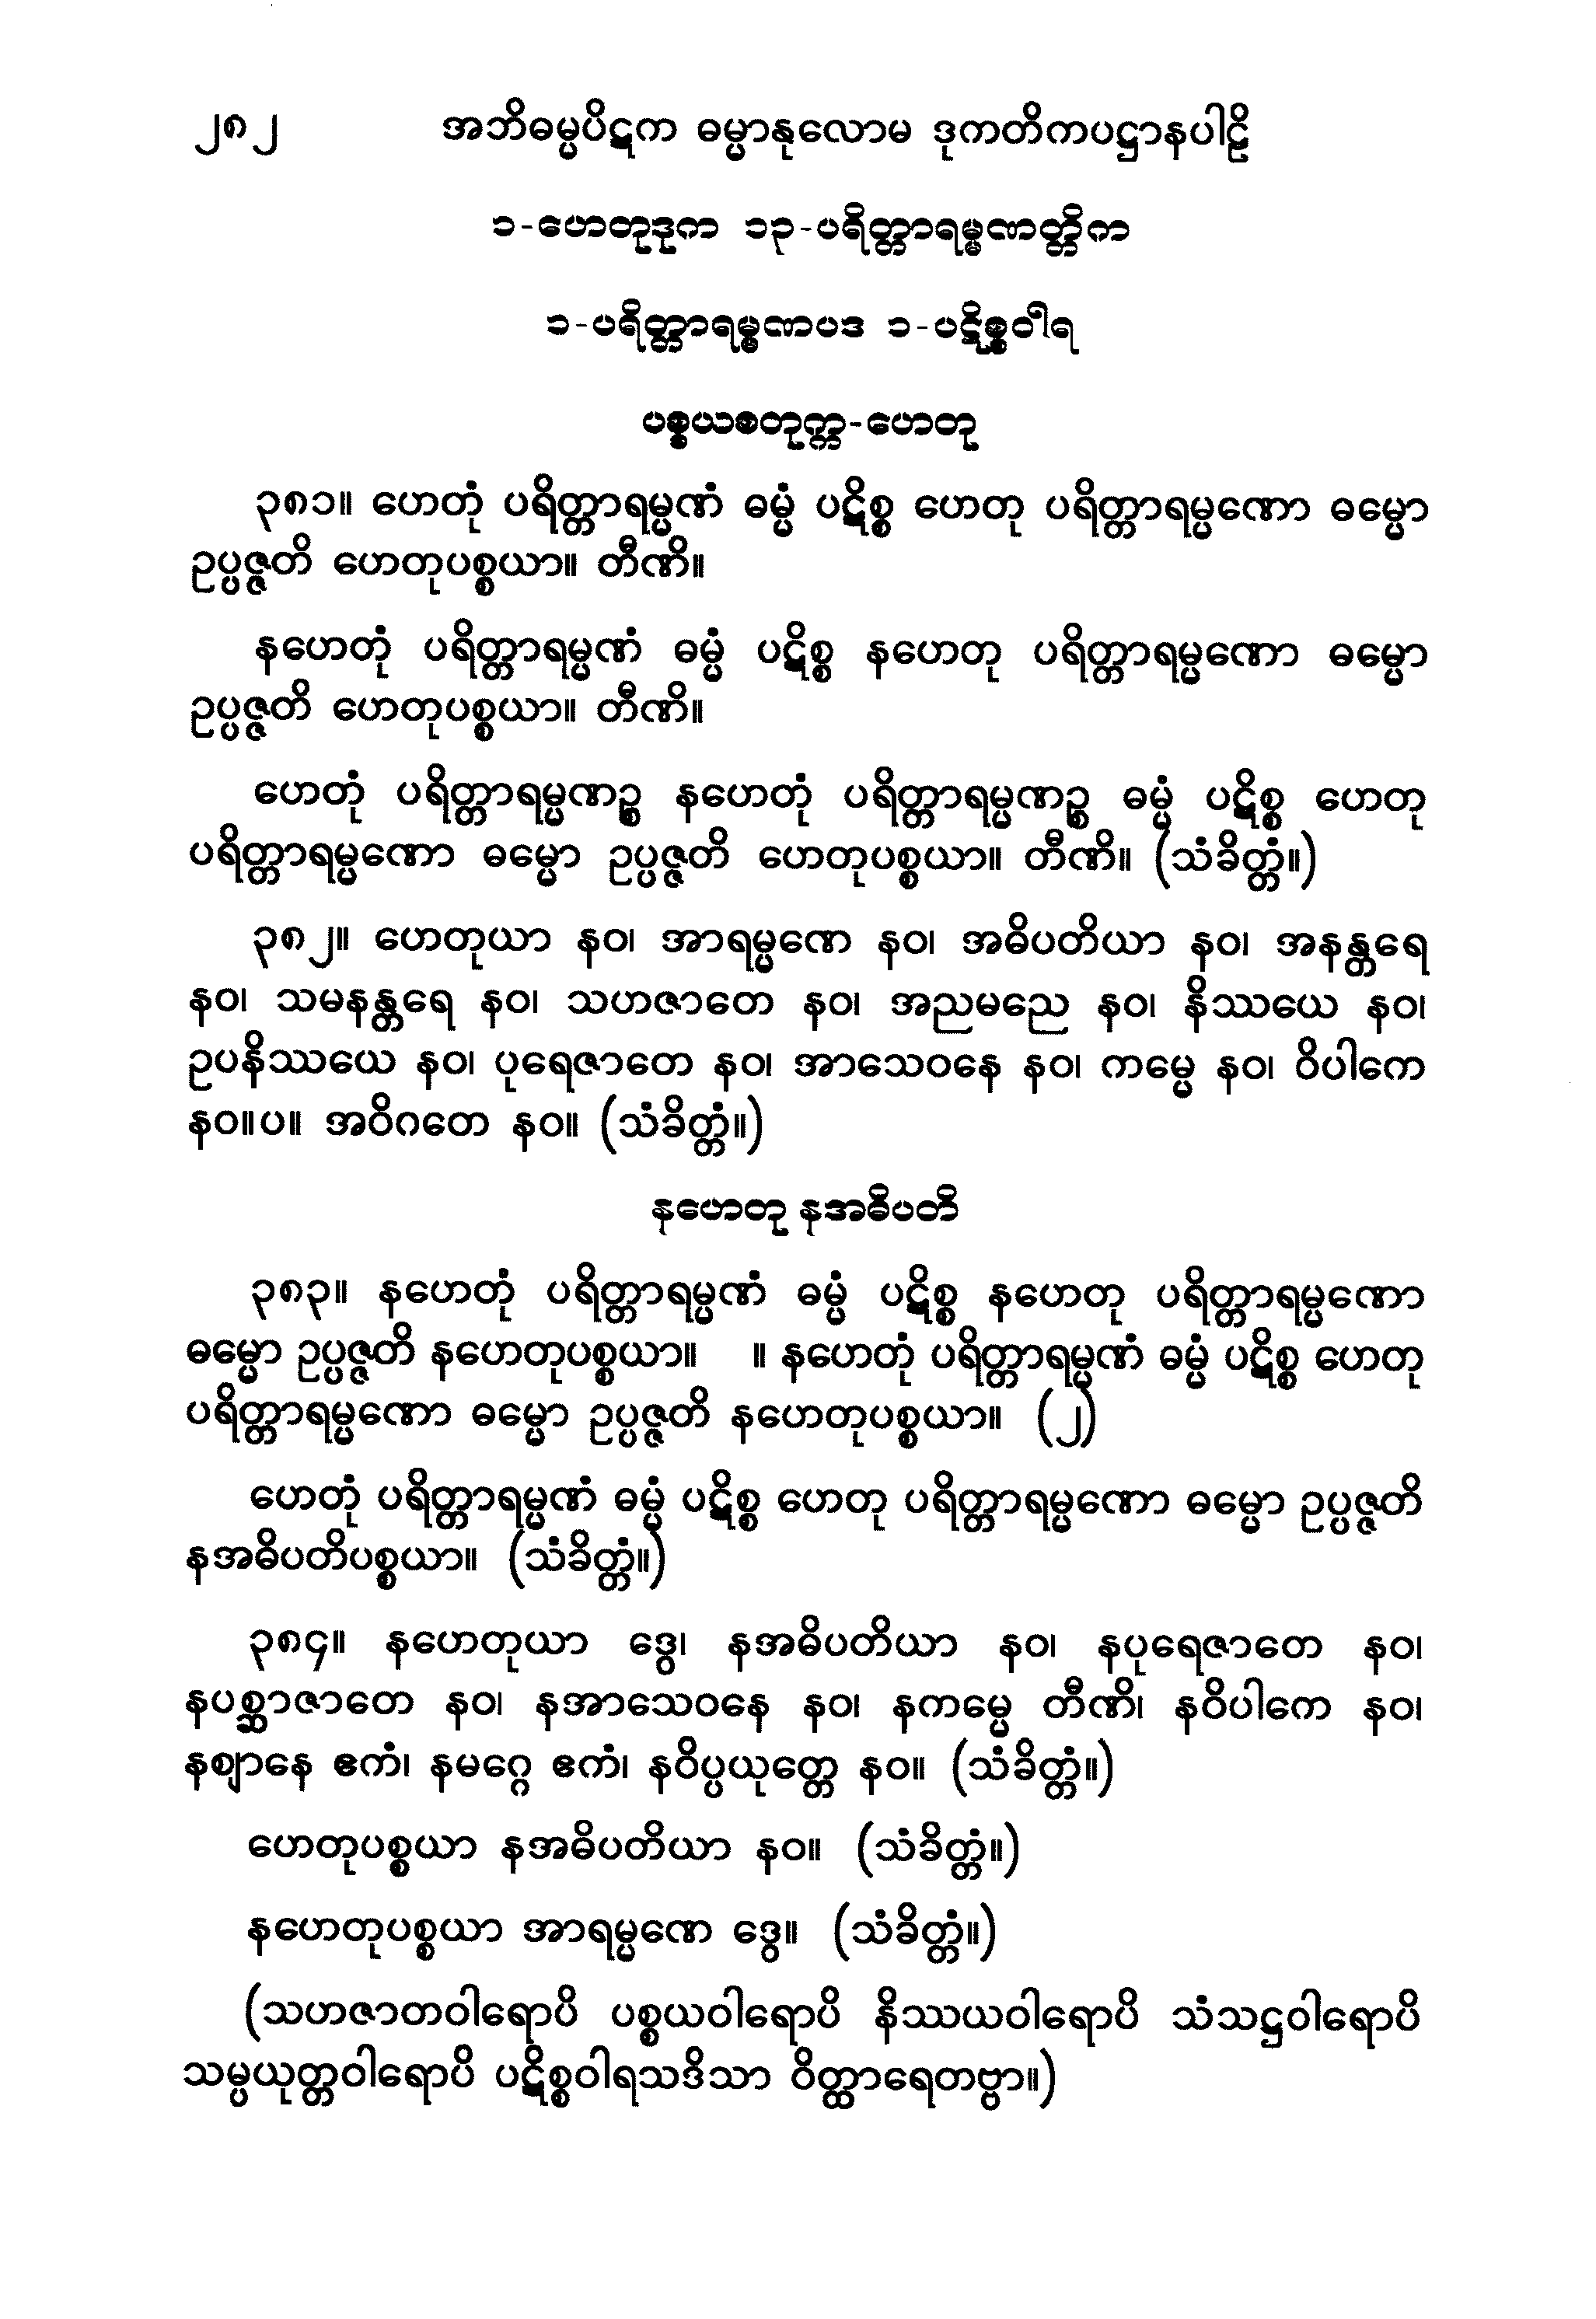 ၂၈၂ အဘိဓမ္မပိဋက ဓမ္မာနုလောမ ဒုကတိကပဋ္ဌာနပါဠိ
၁-ဟေတုဒုက ၁၃-ပရိတ္တာရမ္မဏတ္တိက
၁-ပရိတ္တာရမ္မဏပဒ ၁-ပဋိစ္စဝါရ
ပစ္စယစတုက္က-ဟေတု
၃၈၁။ ဟေတုံ ပရိတ္တာရမ္မဏံ ဓမ္မံ ပဋိစ္စ ဟေတု ပရိတ္တာရမ္မဏော ဓမ္မော
ဥပ္ပဇ္ဇတိ ဟေတုပစ္စယာ။ တီဏိ။
နဟေတုံ ပရိတ္တာရမ္မဏံ ဓမ္မံ ပဋိစ္စ နဟေတု ပရိတ္တာရမ္မဏော ဓမ္မော
ဥပ္ပဇ္ဇတိ ဟေတုပစ္စယာ။ တီဏိ။
ဟေတုံ ပရိတ္တာရမ္မဏဉ္စ နဟေတုံ ပရိတ္တာရမ္မဏဉ္စ ဓမ္မံ ပဋိစ္စ ဟေတု
ပရိတ္တာရမ္မဏော ဓမ္မော ဥပ္ပဇ္ဇတိ ဟေတုပစ္စယာ။ တီဏိ။ (သံခိတ္တံ။)
၃၈၂။ ဟေတုယာ နဝ၊ အာရမ္မဏေ နဝ၊ အဓိပတိယာ နဝ၊ အနန္တရေ
နဝ၊ သမနန္တရေ နဝ၊ သဟဇာတေ နဝ၊ အညမညေ နဝ၊ နိဿယေ နဝ၊
ဥပနိဿယေ နဝ၊ ပုရေဇာတေ နဝ၊ အာသေဝနေ နဝ၊ ကမ္မေ နဝ၊ ဝိပါကေ
နဝ။ပ။ အဝိဂတေ နဝ။ (သံခိတ္တံ။)
နဟေတု နအဓိပတိ
၃၈၃။ နဟေတုံ ပရိတ္တာရမ္မဏံ ဓမ္မံ ပဋိစ္စ နဟေတု ပရိတ္တာရမ္မဏော
ဓမ္မော ဥပ္ပဇ္ဇတိ နဟေတုပစ္စယာ။ ။ နဟေတုံ ပရိတ္တာရမ္မဏံ ဓမ္မံ ပဋိစ္စ ဟေတု
ပရိတ္တာရမ္မဏော ဓမ္မော ဥပ္ပဇ္ဇတိ နဟေတုပစ္စယာ။ (၂)
ဟေတုံ ပရိတ္တာရမ္မဏံ ဓမ္မံ ပဋိစ္စ ဟေတု ပရိတ္တာရမ္မဏော ဓမ္မော ဥပ္ပဇ္ဇတိ
နအဓိပတိပစ္စယာ။ (သံခိတ္တံ။)
၃၈၄။ နဟေတုယာ ဒွေ၊ နအဓိပတိယာ နဝ၊ နပုရေဇာတေ နဝ၊
နပစ္ဆာဇာတေ နဝ၊ နအာသေဝနေ နဝ၊ နကမ္မေ တီဏိ၊ နဝိပါကေ နဝ၊
နဈာနေ ဧကံ၊ နမဂ္ဂေ ဧကံ၊ နဝိပ္ပယုတ္တေ နဝ။ (သံခိတ္တံ။)
ဟေတုပစ္စယာ နအဓိပတိယာ နဝ။ (သံခိတ္တံ။)
နဟေတုပစ္စယာ အာရမ္မဏေ ဒွေ။ (သံခိတ္တံ။)
(သဟဇာတဝါရောပိ ပစ္စယဝါရောပိ နိဿယဝါရောပိ သံသဋ္ဌဝါရောပိ
သမ္ပယုတ္တဝါရောပိ ပဋိစ္စဝါရသဒိသာ ဝိတ္ထာရေတဗ္ဗာ။)